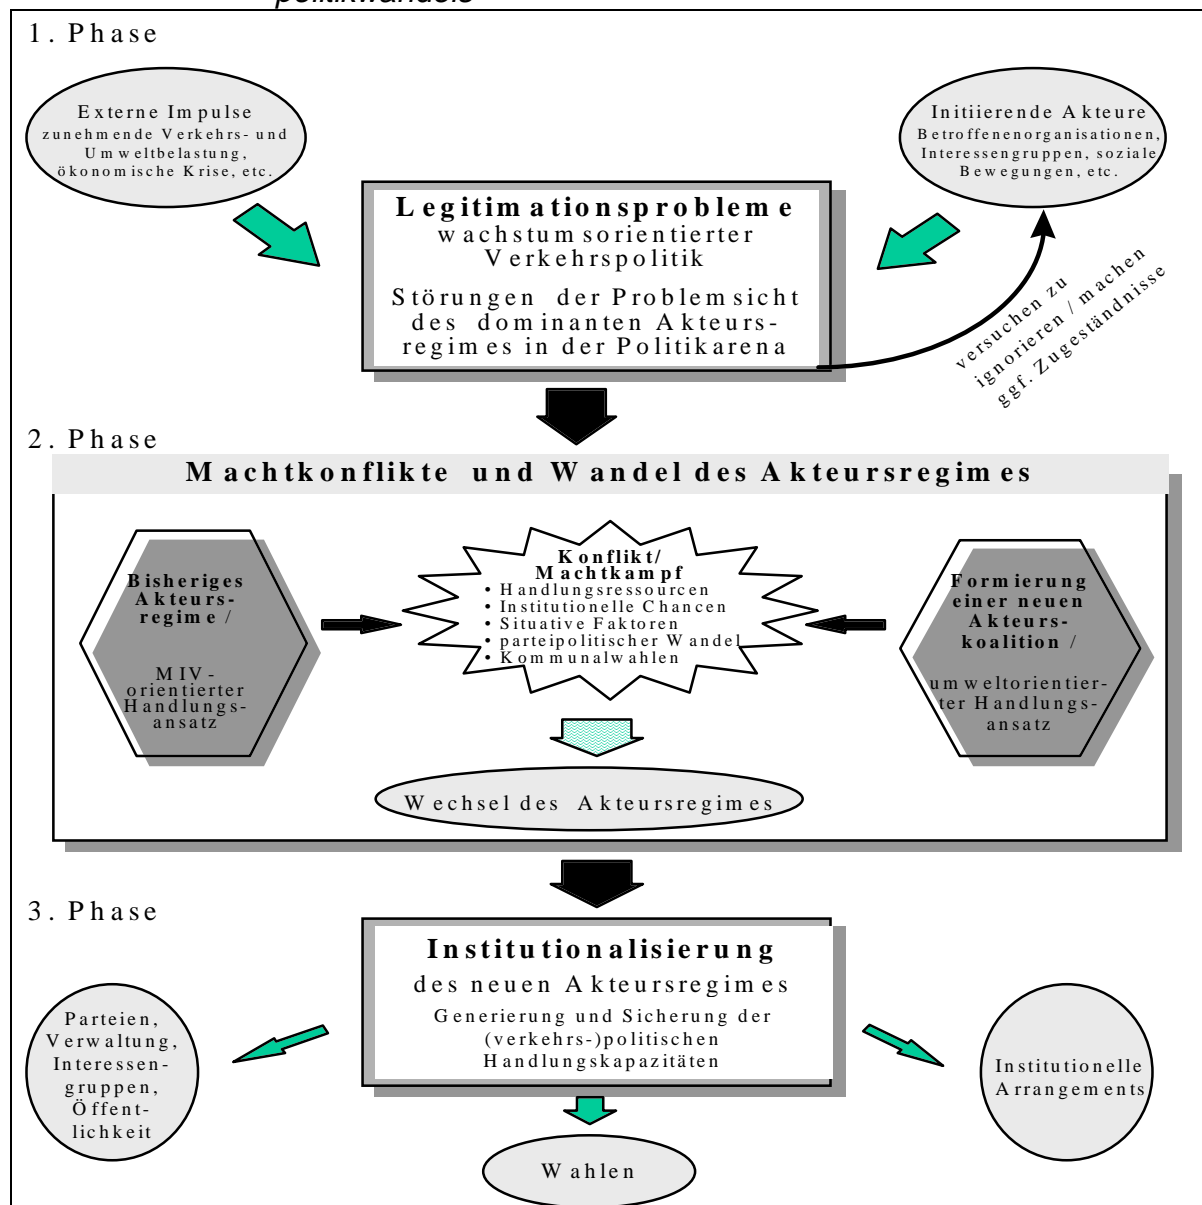 politikwandels
1. Phase
Externe Impulse
zunehmende Verkehrs- und
Umweltbelastung,
ökonomische Krise, etc.
Initiierende Akteure
Betroffenenorganisationen,
Interessengruppen, soziale
Bewegungen, etc.
Legitimationsprobleme
wachstumsorientierter
Verkehrspolitik
Störungen der Problemsicht
des dominanten Akteurs-
regimes in der Politikarena
versuchen zu
ignorieren / machen
ggf. Zugeständnisse
2. Phase
Machtkonflikte und Wandel des Akteursregimes
Bisheriges
Akteurs-
regime /
MIV-
orientierter
Handlungs-
ansatz
Konflikt/
Machtkampf
• Handlungsressourcen
• Institutionelle Chancen
• Situative Faktoren
• parteipolitischer Wandel
• Kommunalwahlen
Formierung
einer neuen
Akteurs-
koalition /
umweltorientier-
ter Handlungs-
ansatz
Wechsel des Akteursregimes
3. Phase
Institutionalisierung
des neuen Akteursregimes
Generierung und Sicherung der
(verkehrs-)politischen
Handlungskapazitäten
Parteien,
Verwaltung,
Interessen-
gruppen,
Öffent-
lichkeit
Institutionelle
Arrangements
Wahlen